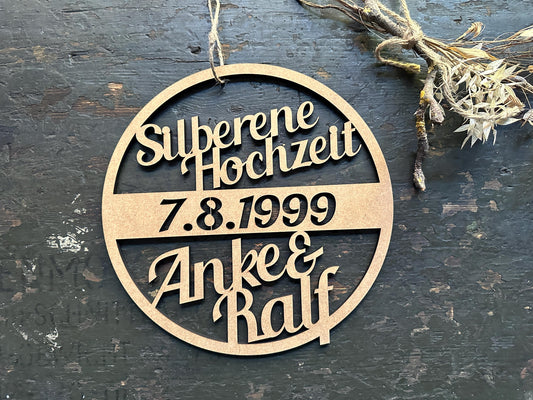 Silberene
Hochzeit
7.8.1999
Anke&
Ralf